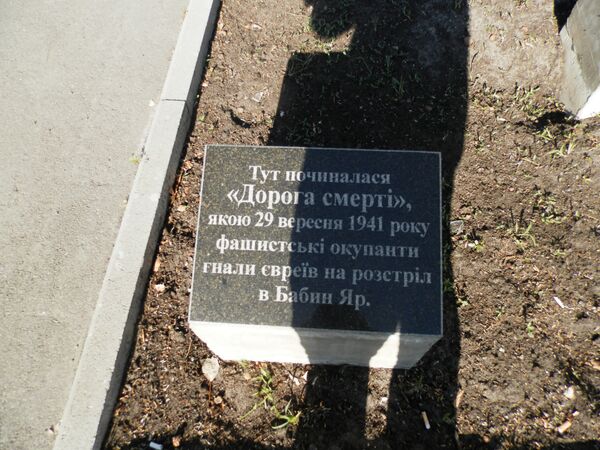 Тут починалася
«Дорога смерті»,
якою 29 вересня 1941 року
фашистські окупанти
гнали євреїв на розстріл
в Бабин Яр.